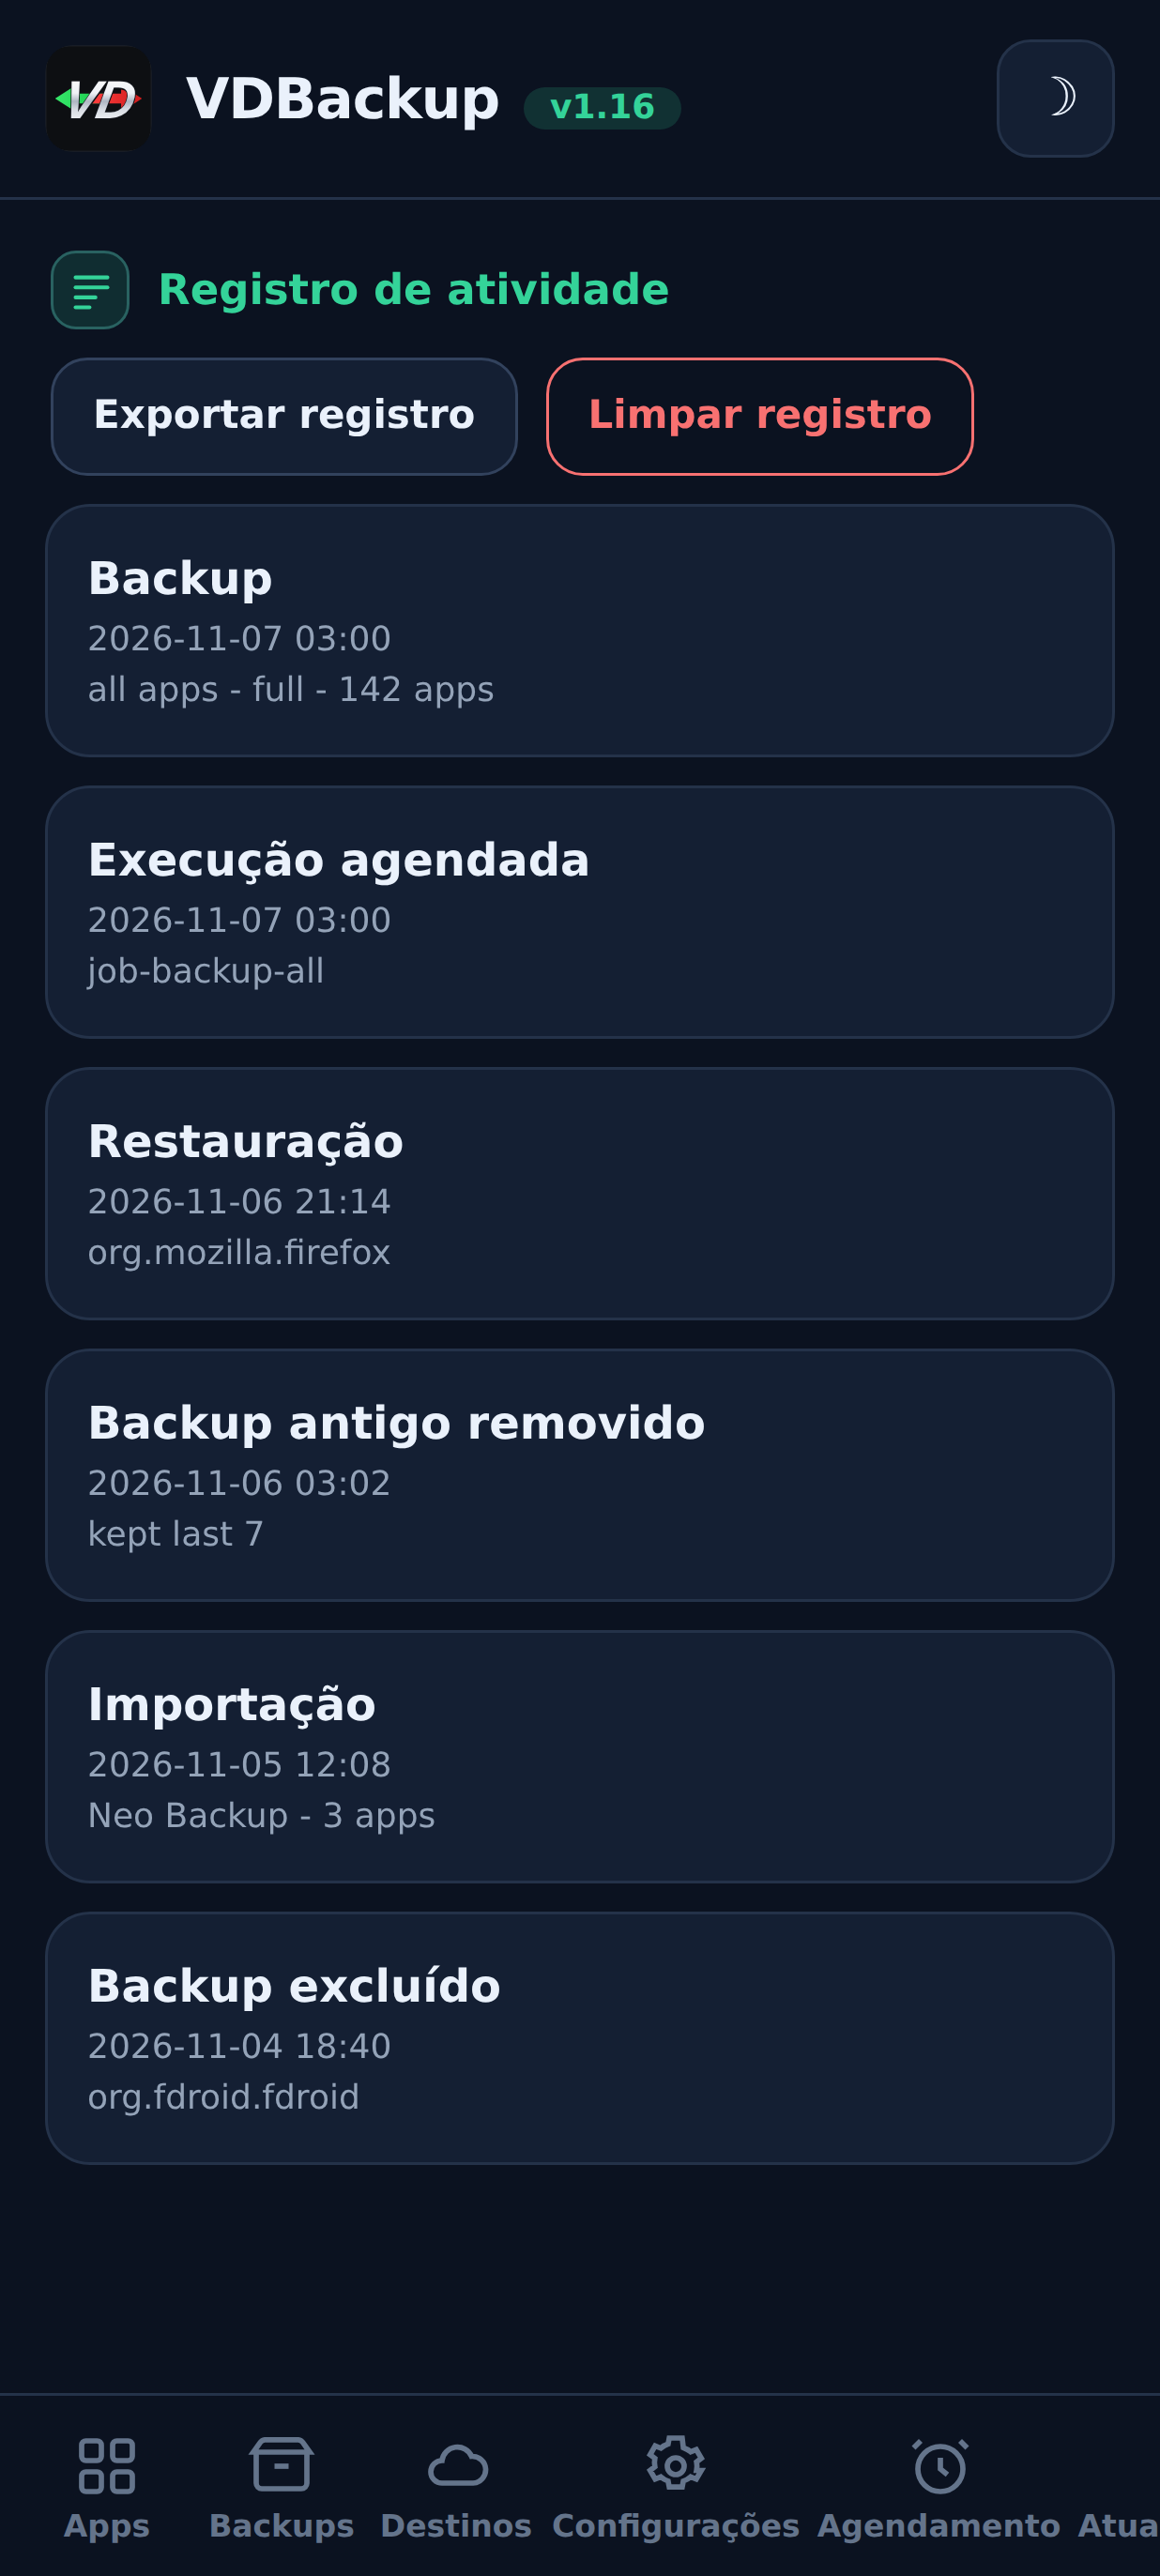 VD
VDBackup v1.16
Registro de atividade
Exportar registro
Limpar registro
Backup
2026-11-07 03:00
all apps - full - 142 apps
Execução agendada
2026-11-07 03:00
job-backup-all
Restauração
2026-11-06 21:14
org.mozilla.firefox
Backup antigo removido
2026-11-06 03:02
kept last 7
Importação
2026-11-05 12:08
Neo Backup - 3 apps
Backup excluído
2026-11-04 18:40
org.fdroid.fdroid
Apps
Backups
Destinos
Configurações
Agendamento
Atua